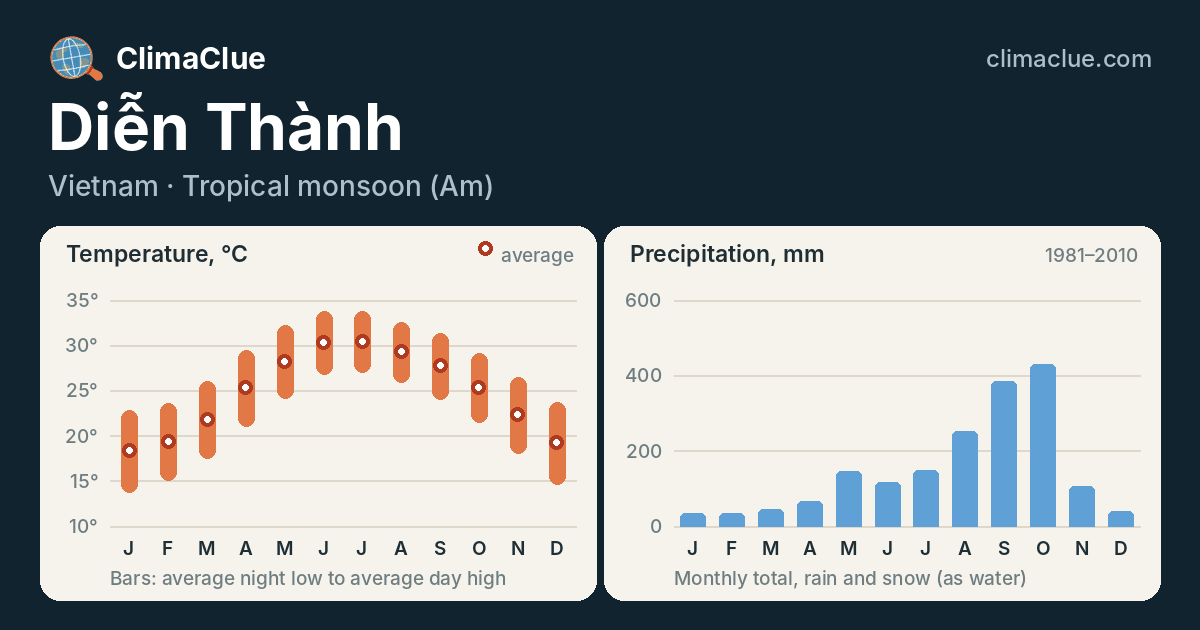 ClimaClue
climaclue.com
Diễn Thành
Vietnam · Tropical monsoon (Am)
Temperature, °C
average
35°
30°
25°
20°
15°
10°
J F M A M J J A S O N D
Bars: average night low to average day high
Precipitation, mm
1981–2010
600
400
200
0
J F M A M J J A S O N D
Monthly total, rain and snow (as water)